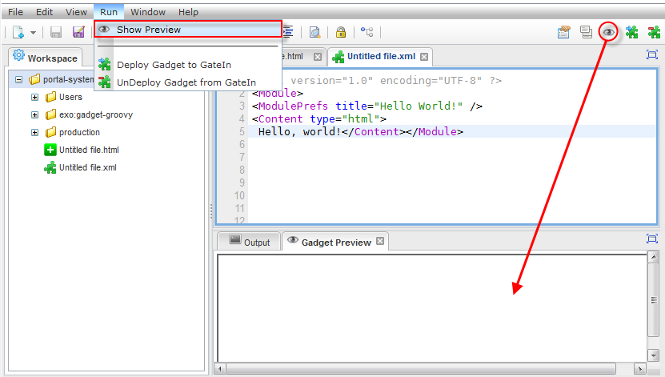 File Edit View Run Window Help
Show Preview
Deploy Gadget to GateIn
UnDeploy Gadget from GateIn
Workspace
portal-system
Users
exo:gadget-groovy
production
Untitled file.html
Untitled file.xml
e.html Untitled file.xml
version="1.0" encoding="UTF-8" ?>
2 <Module>
3 <ModulePrefs title="Hello World!" />
4 <Content type="html">
5 Hello, world!</Content></Module>
6
7
8
9
10
11
12
Output Gadget Preview